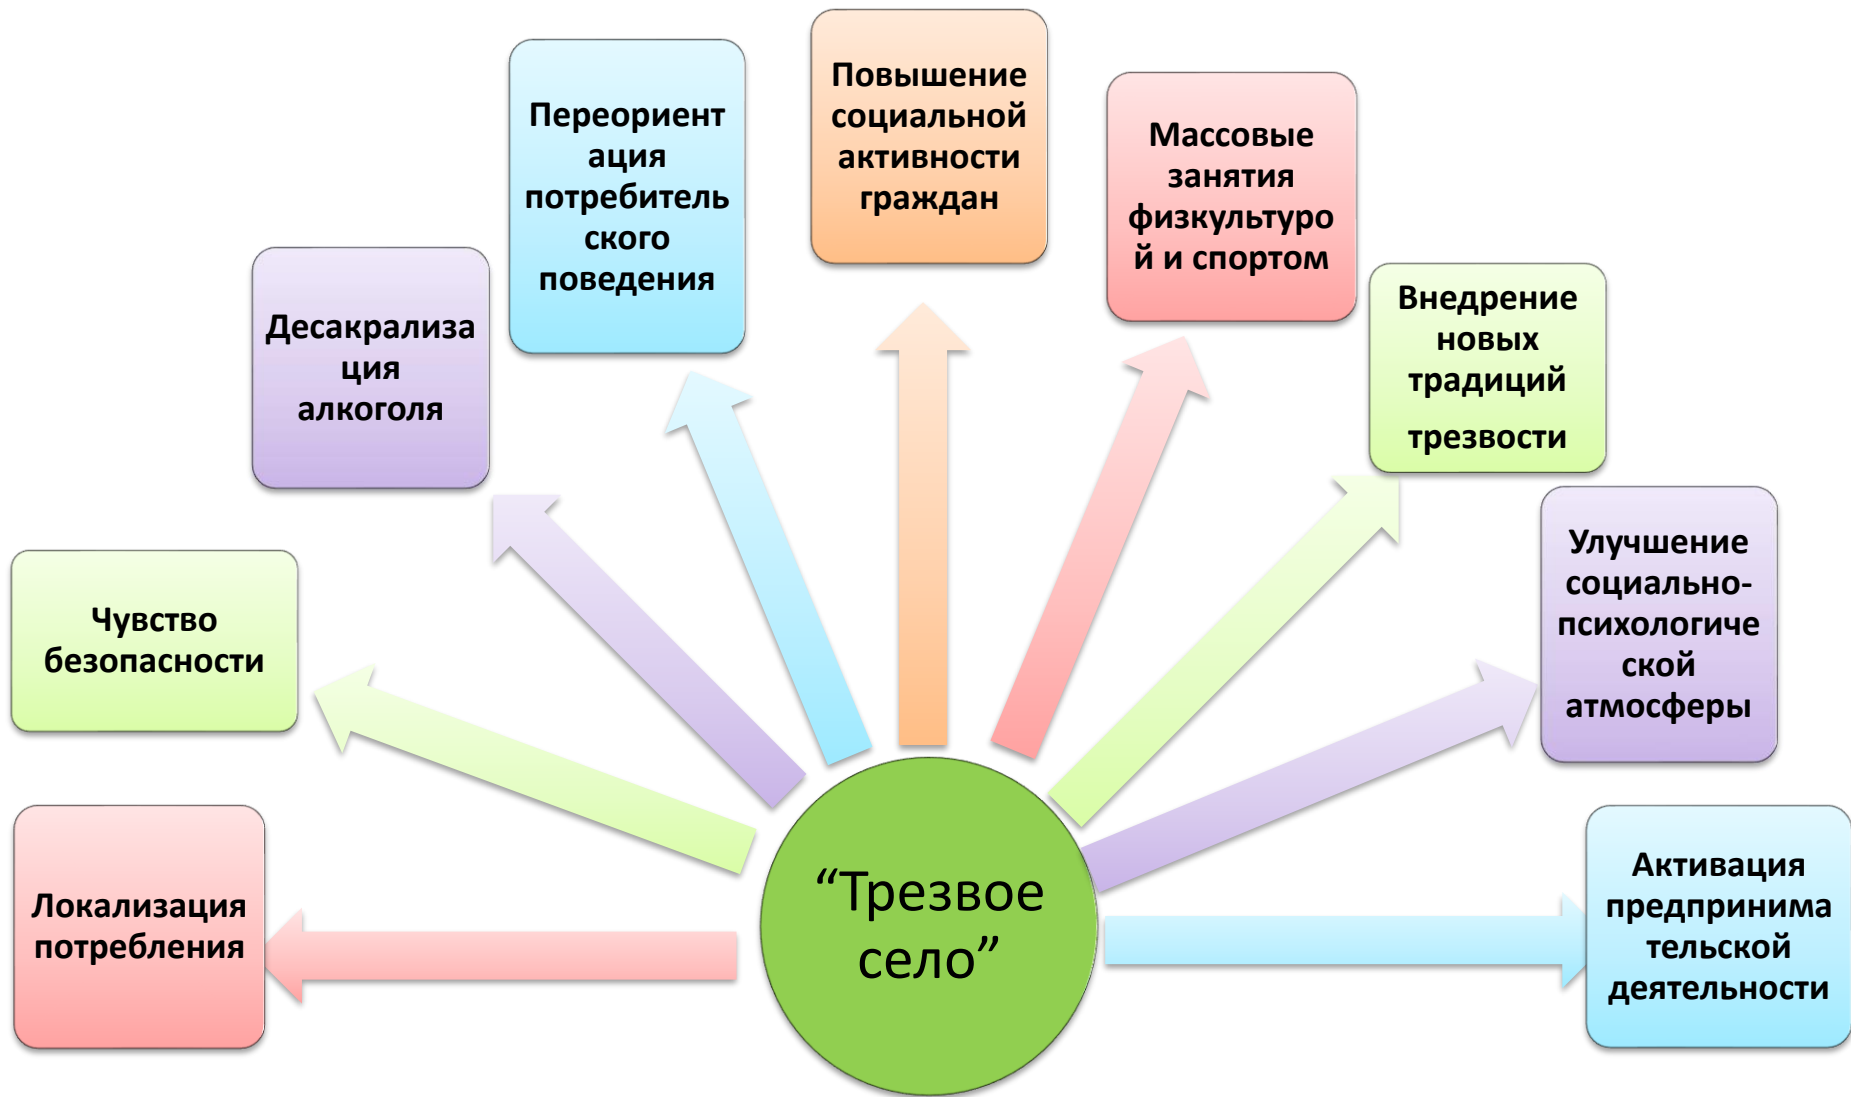 Локализация
потребления
Чувство
безопасности
Десакрализа
ция
алкоголя
Переориент
ация
потребитель
ского
поведения
Повышение
социальной
активности
граждан
Массовые
занятия
физкультуро
й и спортом
Внедрение
новых
традиций
трезвости
Улучшение
социально-
психологиче
ской
атмосферы
Активация
предпринима
тельской
деятельности
“Трезвое
село”